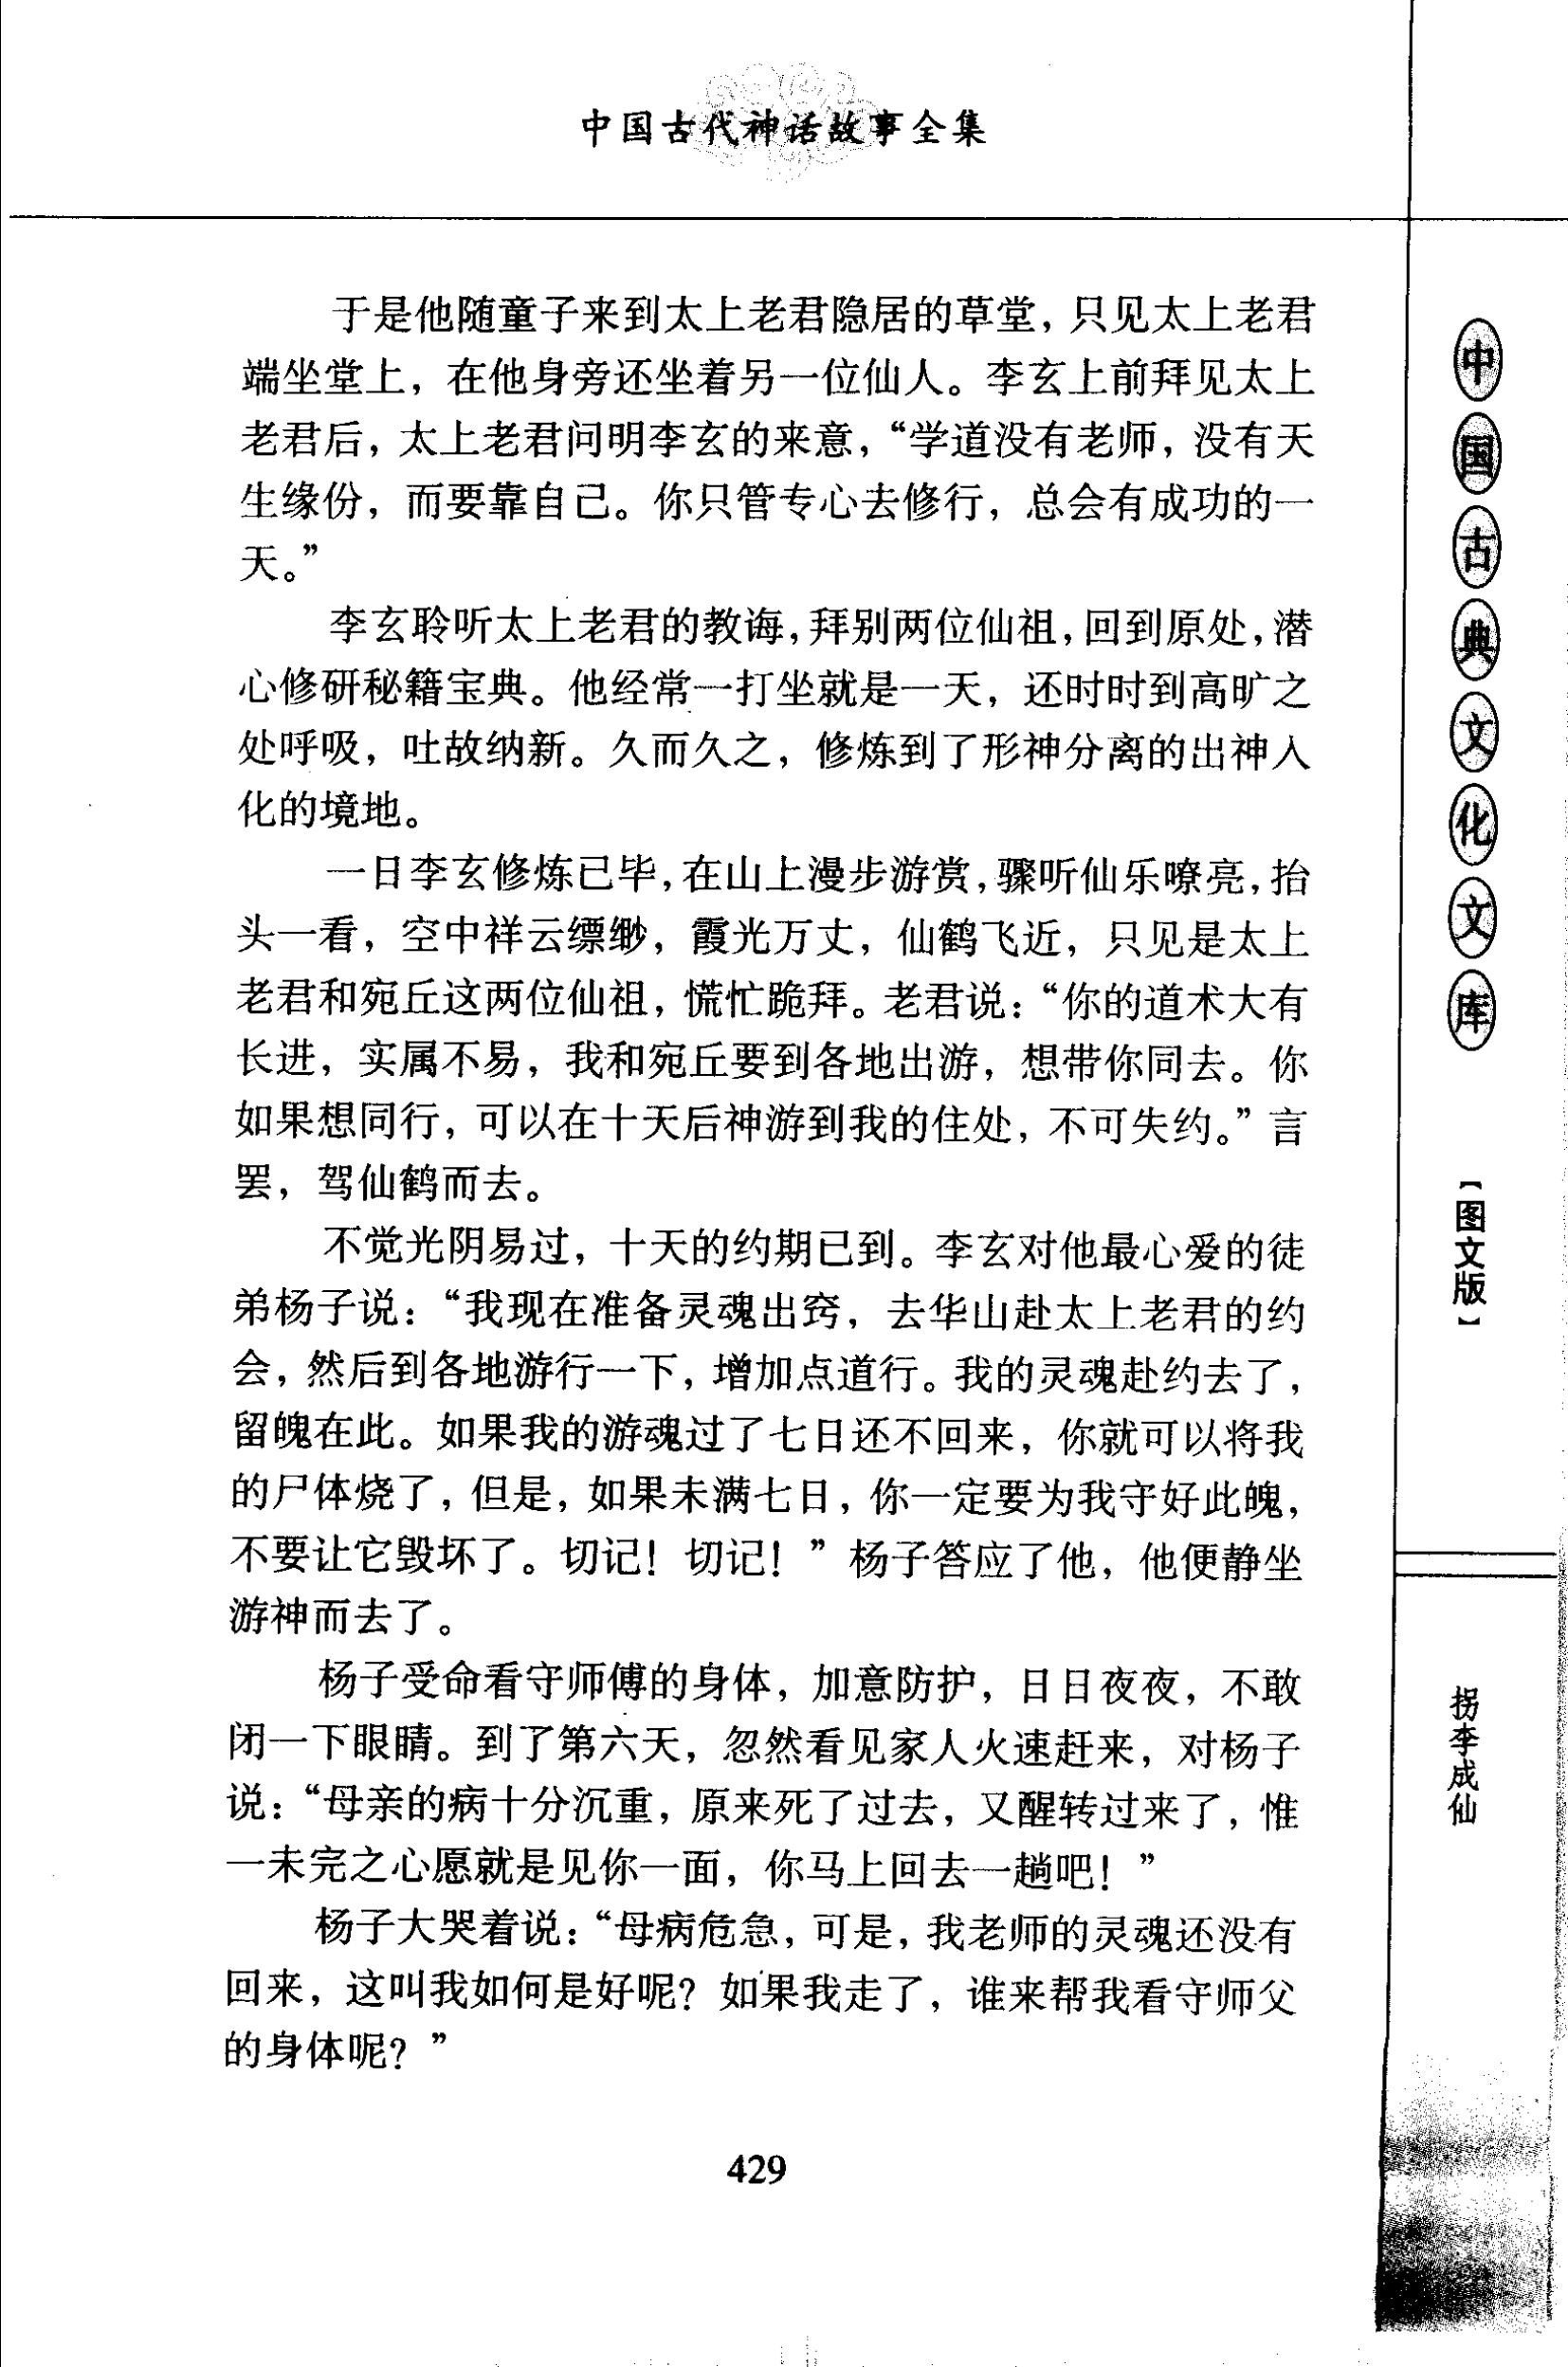 中国古代神话故事全集
于是他随童子来到太上老君隐居的草堂，只见太上老君
端坐堂上，在他身旁还坐着另一位仙人。李玄上前拜见太上
老君后，太上老君问明李玄的来意，“学道没有老师，没有天
生缘份，而要靠自己。你只管专心去修行，总会有成功的一
天。”
李玄聆听太上老君的教诲，拜别两位仙祖，回到原处，潜
心修研秘籍宝典。他经常一打坐就是一天，还时时到高旷之
处呼吸，吐故纳新。久而久之，修炼到了形神分离的出神入
化的境地。
一日李玄修炼已毕，在山上漫步游赏，骤听仙乐嘹亮，抬
头一看，空中祥云缥缈，霞光万丈，仙鹤飞近，只见是太上
老君和宛丘这两位仙祖，慌忙跪拜。老君说：“你的道术大有
长进，实属不易，我和宛丘要到各地出游，想带你同去。你
如果想同行，可以在十天后神游到我的住处，不可失约。”言
罢，驾仙鹤而去。
不觉光阴易过，十天的约期已到。李玄对他最心爱的徒
弟杨子说：“我现在准备灵魂出窍，去华山赴太上老君的约
会，然后到各地游行一下，增加点道行。我的灵魂赴约去了，
留魄在此。如果我的游魂过了七日还不回来，你就可以将我
的尸体烧了，但是，如果未满七日，你一定要为我守好此魄，
不要让它毁坏了。切记！切记！”杨子答应了他，他便静坐
游神而去了。
杨子受命看守师傅的身体，加意防护，日日夜夜，不敢
闭一下眼睛。到了第六天，忽然看见家人火速赶来，对杨子
说：“母亲的病十分沉重，原来死了过去，又醒转过来了，惟
一未完之心愿就是见你一面，你马上回去一趟吧！”
杨子大哭着说：“母病危急，可是，我老师的灵魂还没有
回来，这叫我如何是好呢？如果我走了，谁来帮我看守师父
的身体呢？”
429
中国古典文化文库
【图文版】
拐李成仙